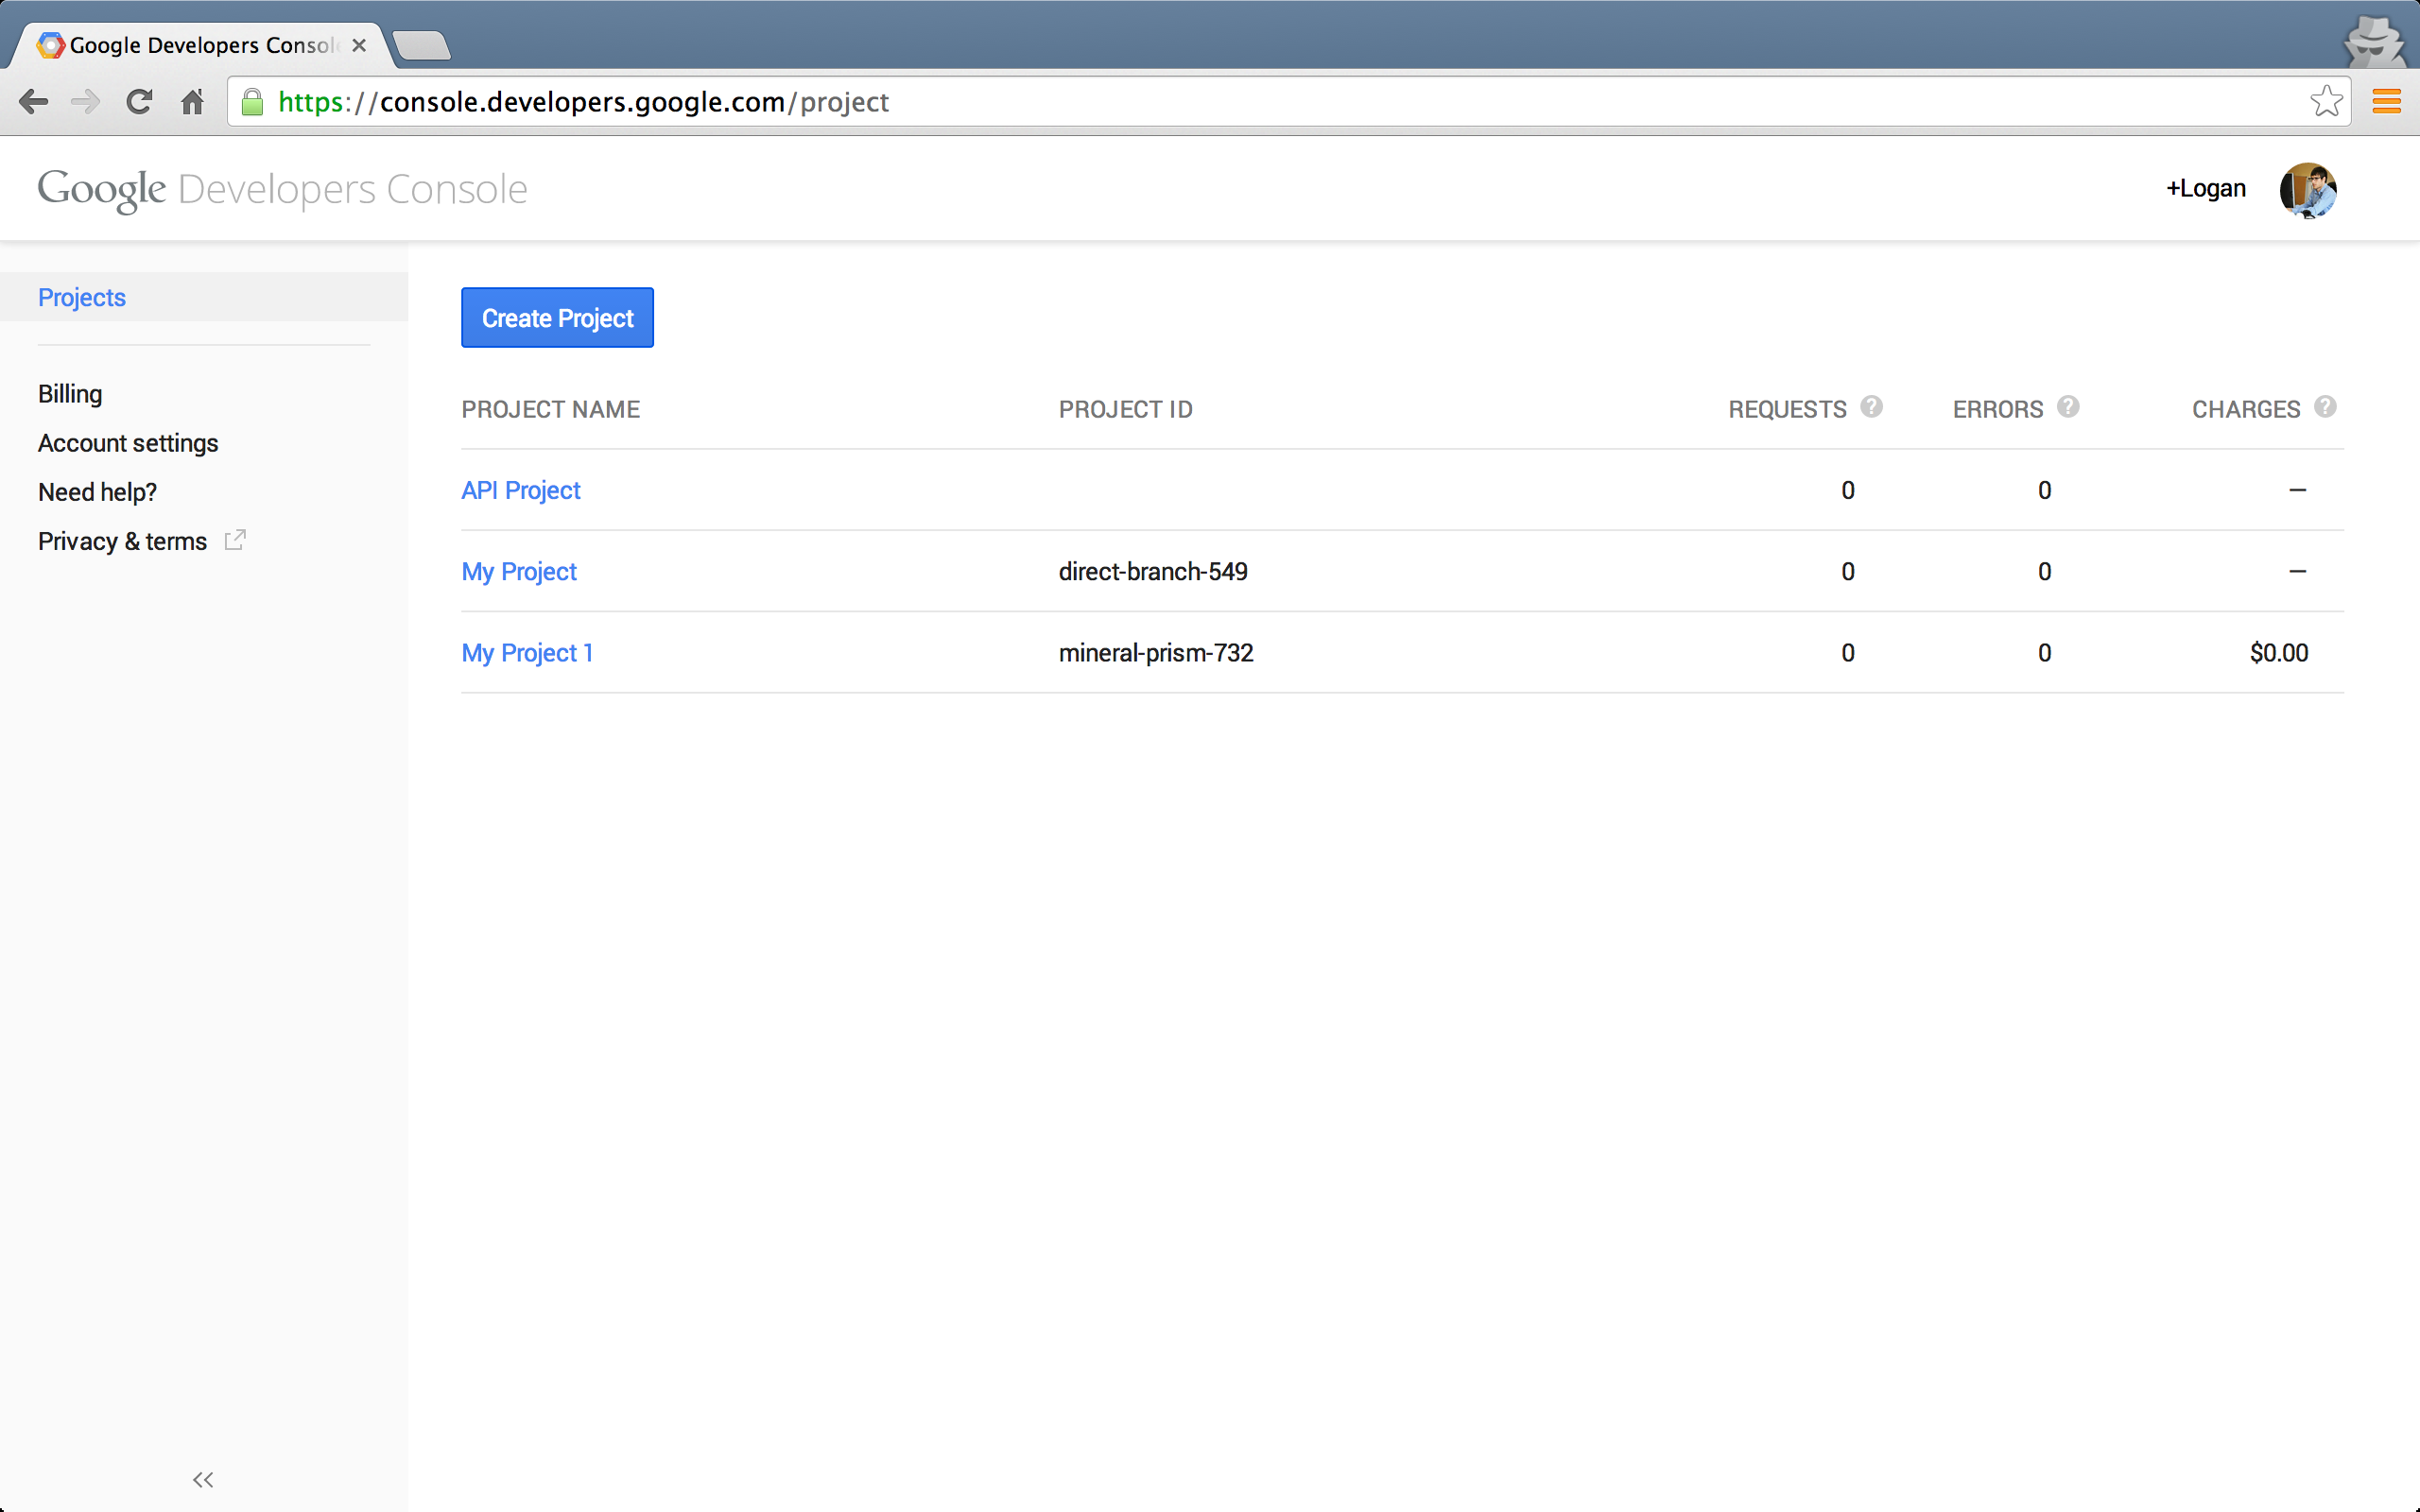 Google Developers Console
https://console.developers.google.com/project
Google Developers Console
+Logan
Projects
Billing
Account settings
Need help?
Privacy & terms
Create Project
PROJECT NAME PROJECT ID REQUESTS ? ERRORS ? CHARGES ?
API Project 0 0 –
My Project direct-branch-549 0 0 –
My Project 1 mineral-prism-732 0 0 $0.00